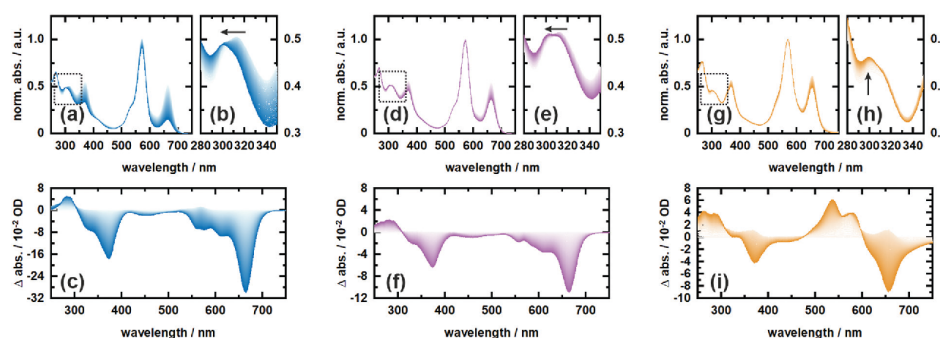 1.0
0.5
0
norm. abs. / a.u.
(a)
250 300 400 500 600 700
wavelength / nm
(b)
0.5
0.4
0.3
280 300 320 340
1.0
0.5
0
norm. abs. / a.u.
(d)
300 400 500 600 700
wavelength / nm
(e)
0.5
0.4
0.3
280 300 320 340
1.0
0.5
0
norm. abs. / a.u.
(g)
300 400 500 600 700
wavelength / nm
(h)
0.
0.
0.
280 300 320 340
8
0
-8
-16
-24
-32
Δ abs. / 10⁻² OD
(c)
300 400 500 600 700
wavelength / nm
8
4
0
-4
-8
-12
Δ abs. / 10⁻² OD
(f)
300 400 500 600 700
wavelength / nm
8
6
4
2
0
-2
-4
-6
-8
-10
Δ abs. / 10⁻² OD
(i)
300 400 500 600 700
wavelength / nm